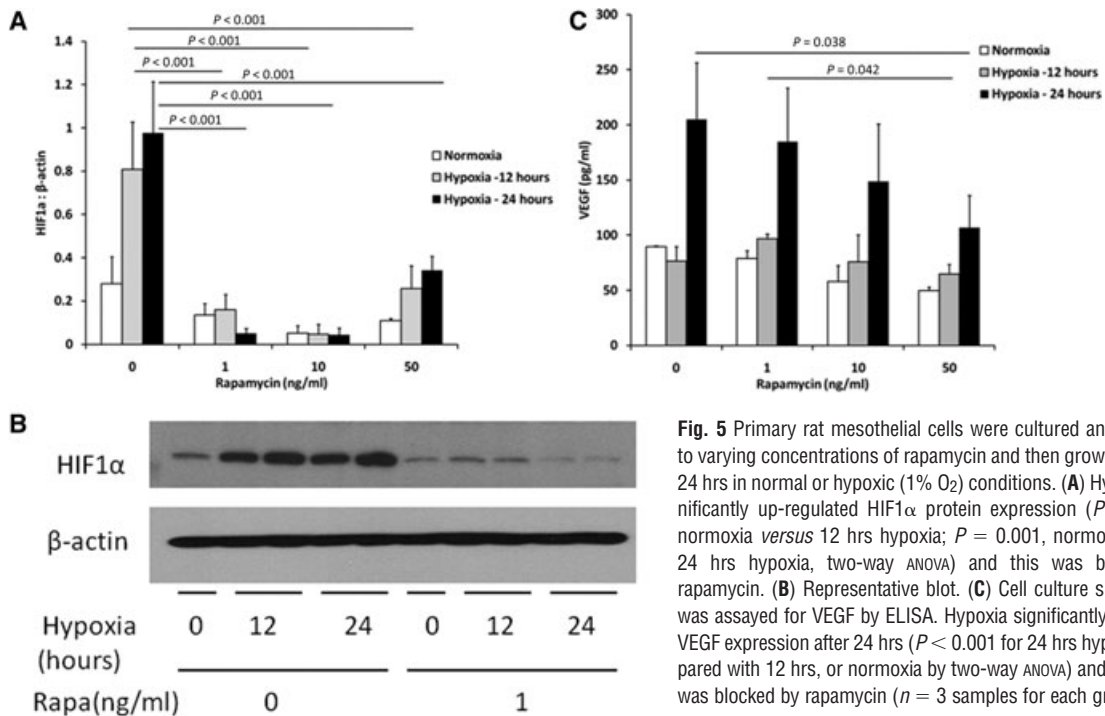 A
P < 0.001
P < 0.001
P < 0.001
P < 0.001
P < 0.001
P < 0.001
1.4
1.2
1
0.8
0.6
0.4
0.2
0
HIF1a : β-actin
Normoxia
Hypoxia -12 hours
Hypoxia - 24 hours
0 1 10 50
Rapamycin (ng/ml)
C
P = 0.038
P = 0.042
300
250
200
150
100
50
0
VEGF (pg/ml)
Normoxia
Hypoxia -12 hours
Hypoxia - 24 hours
0 1 10 50
Rapamycin (ng/ml)
B
HIF1α
β-actin
Hypoxia 0 12 24 0 12 24
(hours)
Rapa(ng/ml) 0 1
Fig. 5 Primary rat mesothelial cells were cultured an
to varying concentrations of rapamycin and then grow
24 hrs in normal or hypoxic (1% O₂) conditions. (A) Hy
nificantly up-regulated HIF1α protein expression (P
normoxia versus 12 hrs hypoxia; P = 0.001, normo
24 hrs hypoxia, two-way ANOVA) and this was b
rapamycin. (B) Representative blot. (C) Cell culture s
was assayed for VEGF by ELISA. Hypoxia significantly
VEGF expression after 24 hrs (P < 0.001 for 24 hrs hyp
pared with 12 hrs, or normoxia by two-way ANOVA) and
was blocked by rapamycin (n = 3 samples for each gr